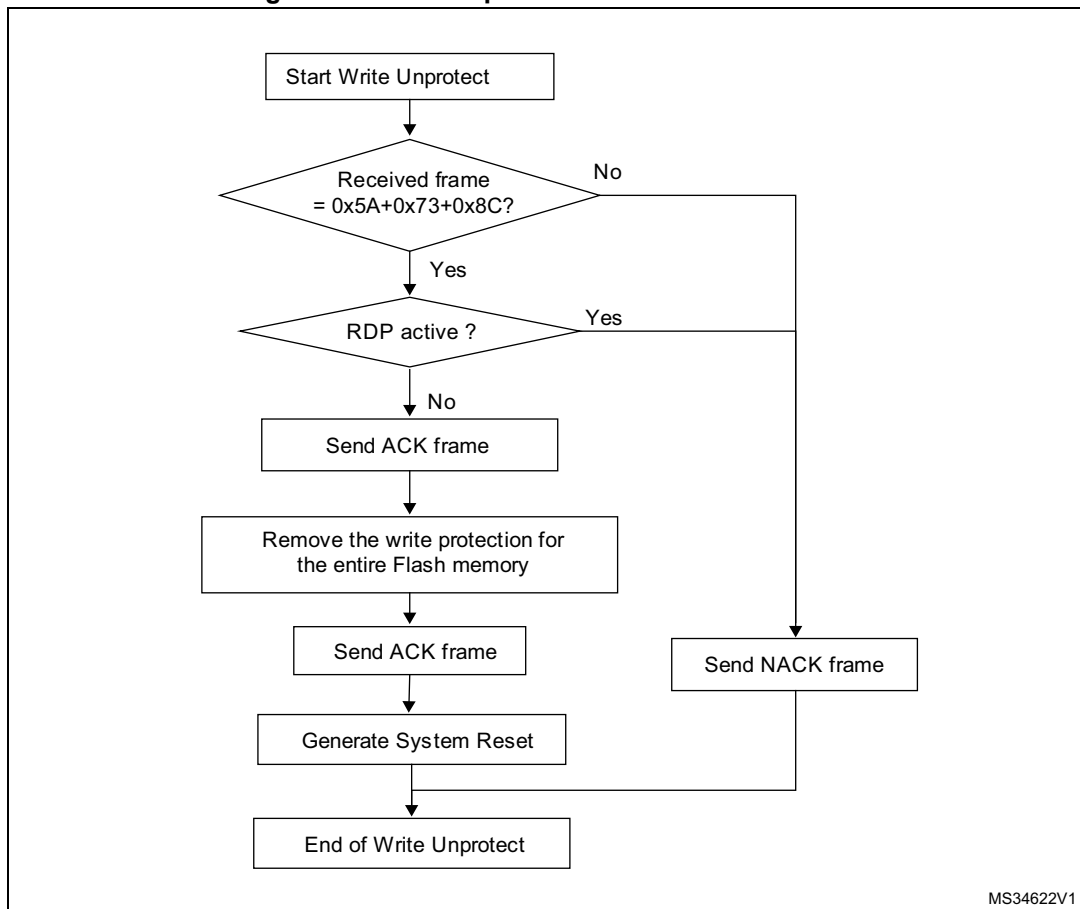 Start Write Unprotect
Received frame
= 0x5A+0x73+0x8C?
No
Yes
RDP active ?
Yes
No
Send ACK frame
Remove the write protection for
the entire Flash memory
Send ACK frame
Send NACK frame
Generate System Reset
End of Write Unprotect
MS34622V1